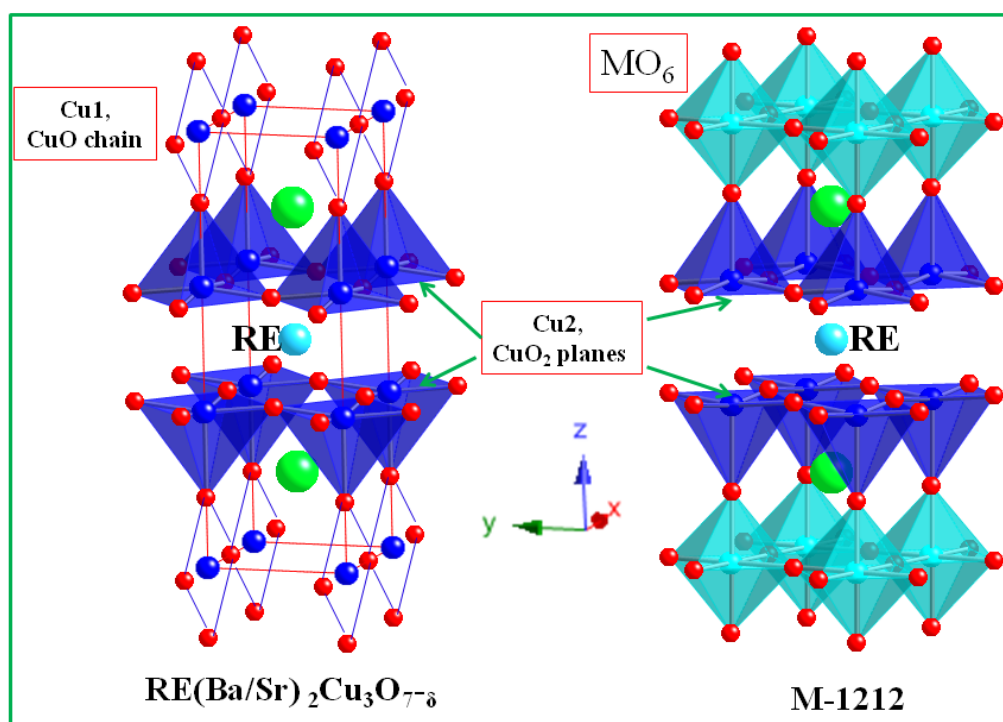 MO₆
Cu1,
CuO chain
RE
Cu2,
CuO₂ planes
RE
z
y
x
RE(Ba/Sr) ₂Cu₃O₇₋δ
M-1212